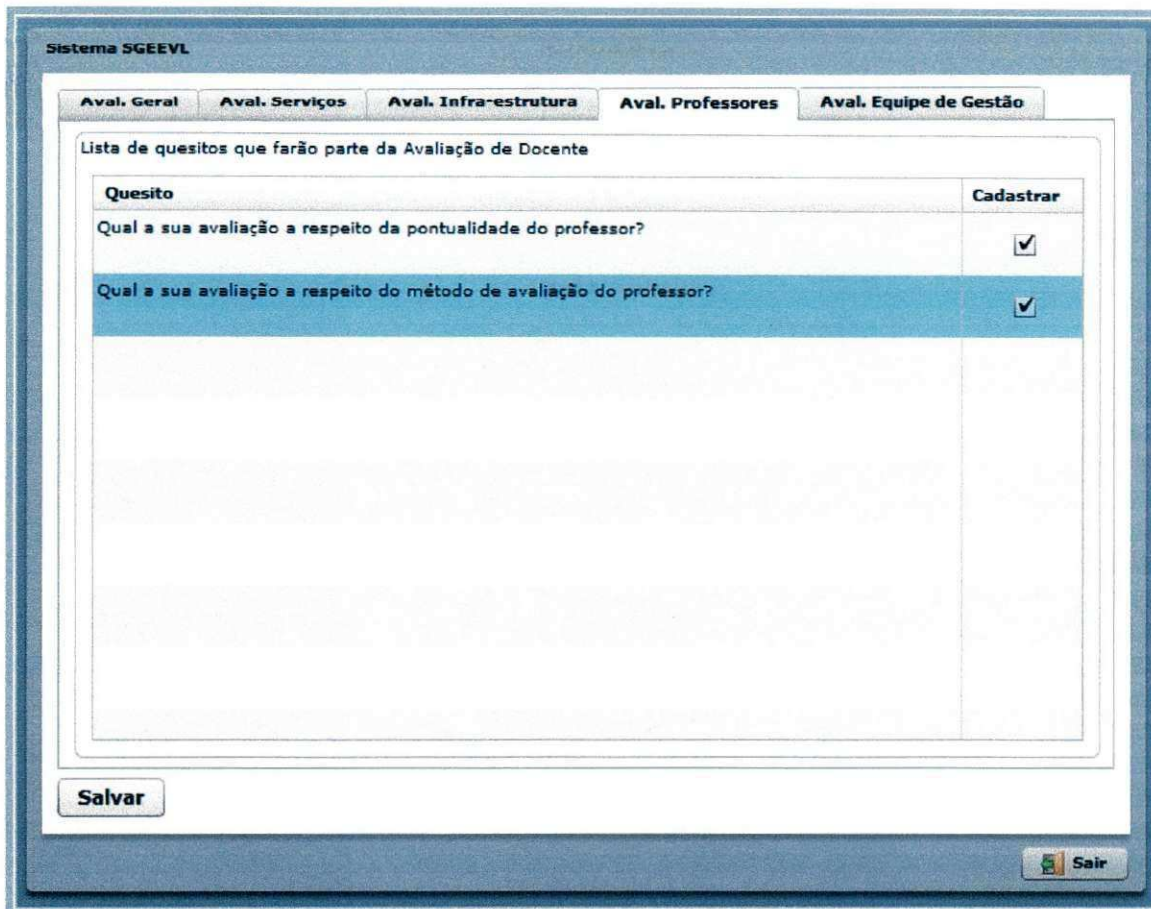 Sistema SGEEVL
Aval. Geral
Aval. Serviços
Aval. Infra-estrutura
Aval. Professores
Aval. Equipe de Gestão
Lista de quesitos que farão parte da Avaliação de Docente
Quesito
Cadastrar
Qual a sua avaliação a respeito da pontualidade do professor?
Qual a sua avaliação a respeito do método de avaliação do professor?
Salvar
Sair